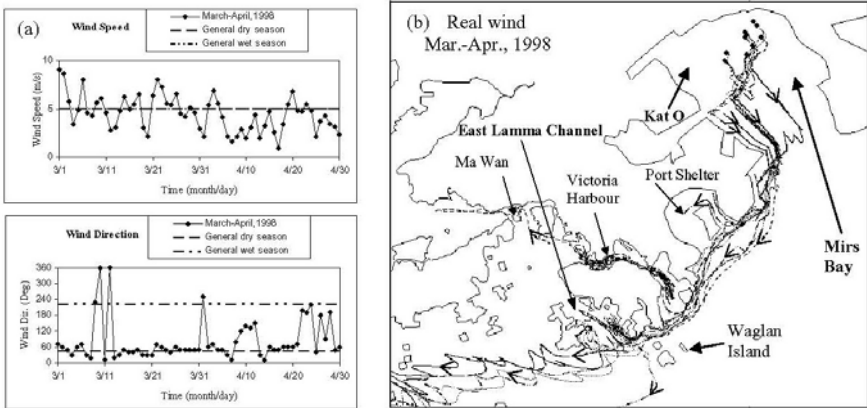 (a)
Wind Speed
March-April, 1998
General dry season
General wet season
Wind Speed (m/s)
10
5
0
3/1 3/11 3/21 3/31 4/10 4/20 4/30
Time (month/day)
Wind Direction
March-April, 1998
General dry season
General wet season
Wind Dir. (Deg)
360
300
240
180
120
60
0
3/1 3/11 3/21 3/31 4/10 4/20 4/30
Time (month/day)
(b) Real wind
Mar.-Apr., 1998
Kat O
East Lamma Channel
Ma Wan
Victoria
Harbour
Port Shelter
Mirs
Bay
Waglan
Island